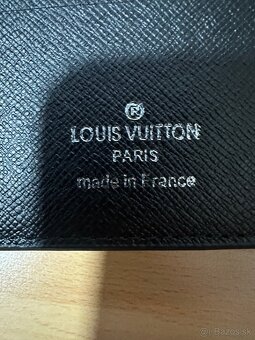 ®
LOUIS VUITTON
PARIS
made in France
Bazos.sk